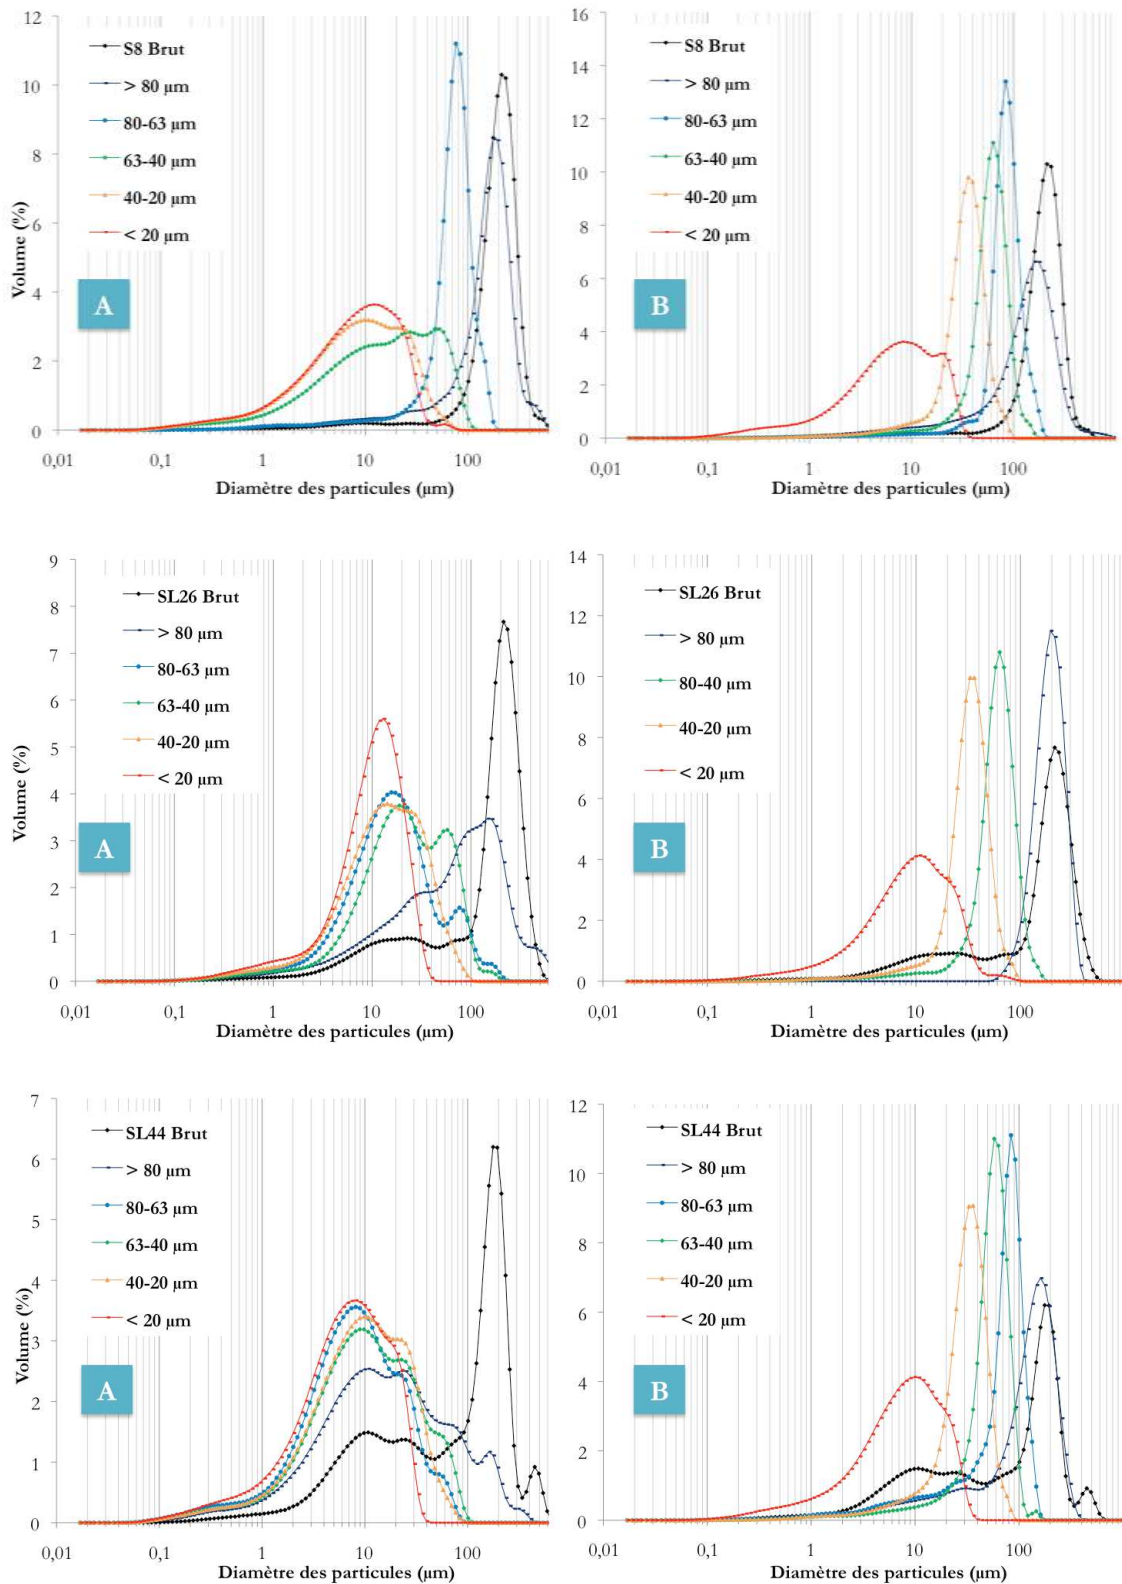 12
10
8
6
4
2
0
Volume (%)
S8 Brut
> 80 µm
80-63 µm
63-40 µm
40-20 µm
< 20 µm
A
0,01 0,1 1 10 100
Diamètre des particules (µm)
16
14
12
10
8
6
4
2
0
S8 Brut
> 80 µm
80-63 µm
63-40 µm
40-20 µm
< 20 µm
B
0,01 0,1 1 10 100
Diamètre des particules (µm)
9
8
7
6
5
4
3
2
1
0
Volume (%)
SL26 Brut
> 80 µm
80-63 µm
63-40 µm
40-20 µm
< 20 µm
A
0,01 0,1 1 10 100
Diamètre des particules (µm)
14
12
10
8
6
4
2
0
SL26 Brut
> 80 µm
80-40 µm
40-20 µm
< 20 µm
B
0,01 0,1 1 10 100
Diamètre des particules (µm)
7
6
5
4
3
2
1
0
Volume (%)
SL44 Brut
> 80 µm
80-63 µm
63-40 µm
40-20 µm
< 20 µm
A
0,01 0,1 1 10 100
Diamètre des particules (µm)
12
10
8
6
4
2
0
SL44 Brut
> 80 µm
80-63 µm
63-40 µm
40-20 µm
< 20 µm
B
0,01 0,1 1 10 100
Diamètre des particules (µm)